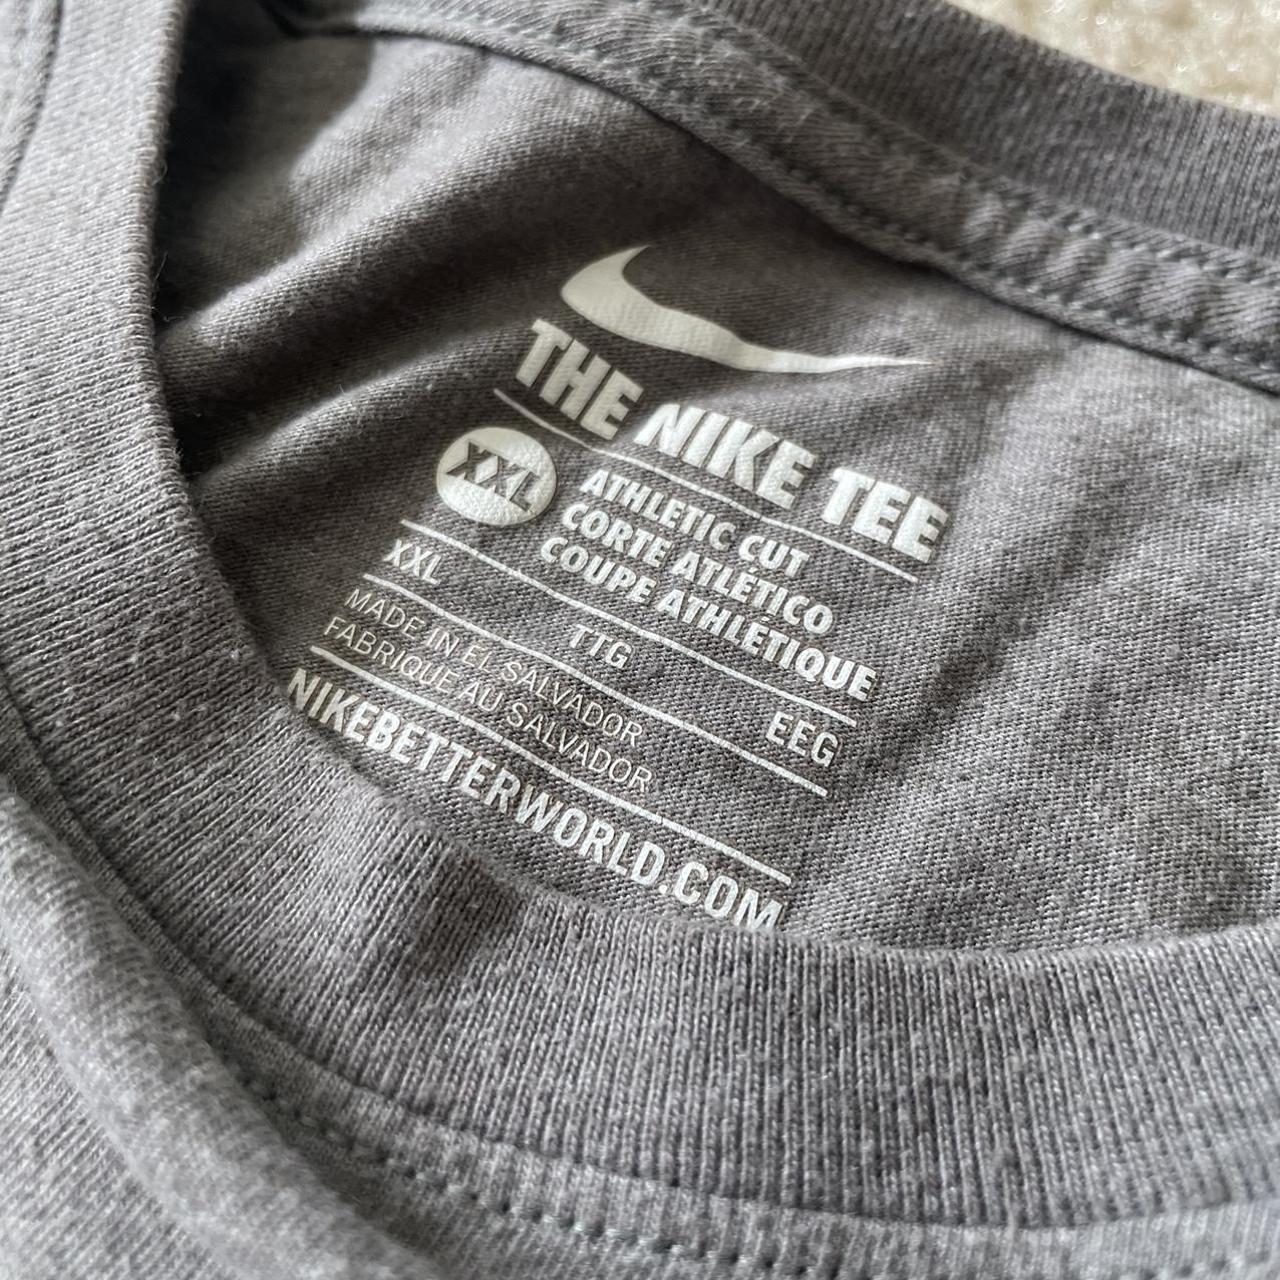 THE NIKE TEE
XXL
ATHLETIC CUT
CORTE ATLÉTICO
COUPE ATHLÉTIQUE
XXL TTG EEG
MADE IN EL SALVADOR
FABRIQUE AU SALVADOR
NIKEBETTERWORLD.COM